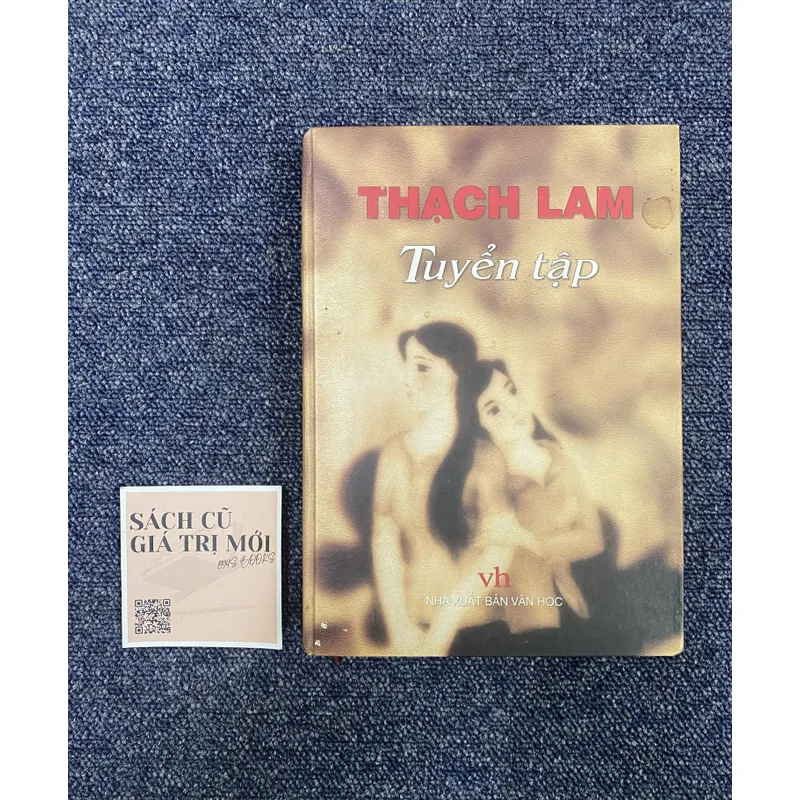 THẠCH LAM
Tuyển tập
vh
NHÀ XUẤT BẢN VĂN HỌC
SÁCH CŨ
GIÁ TRỊ MỚI